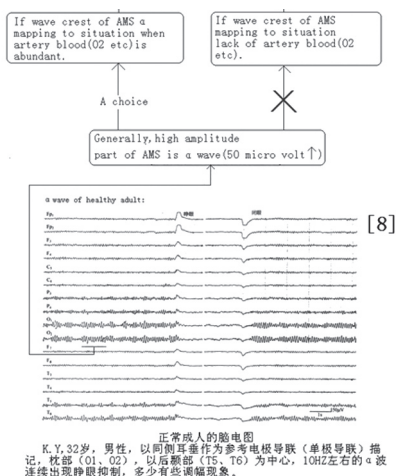 If wave crest of AMS α
mapping to situation when
artery blood(O2 etc)is
abundant.
If wave crest of AMS
mapping to situation
lack of artery blood(O2
etc).
A choice
Generally,high amplitude
part of AMS is α wave(50 micro volt↑)
α wave of healthy adult:
[8]
睁眼
闭眼
O₁
O₂
正常成人的脑电图
K.Y,32岁，男性，以同侧耳垂作为参考电极导联（单极导联）描
记，枕部（O1、O2），以后颞部（T5、T6）为中心，10HZ左右的α波
连续出现睁眼抑制，多少有些调幅现象。